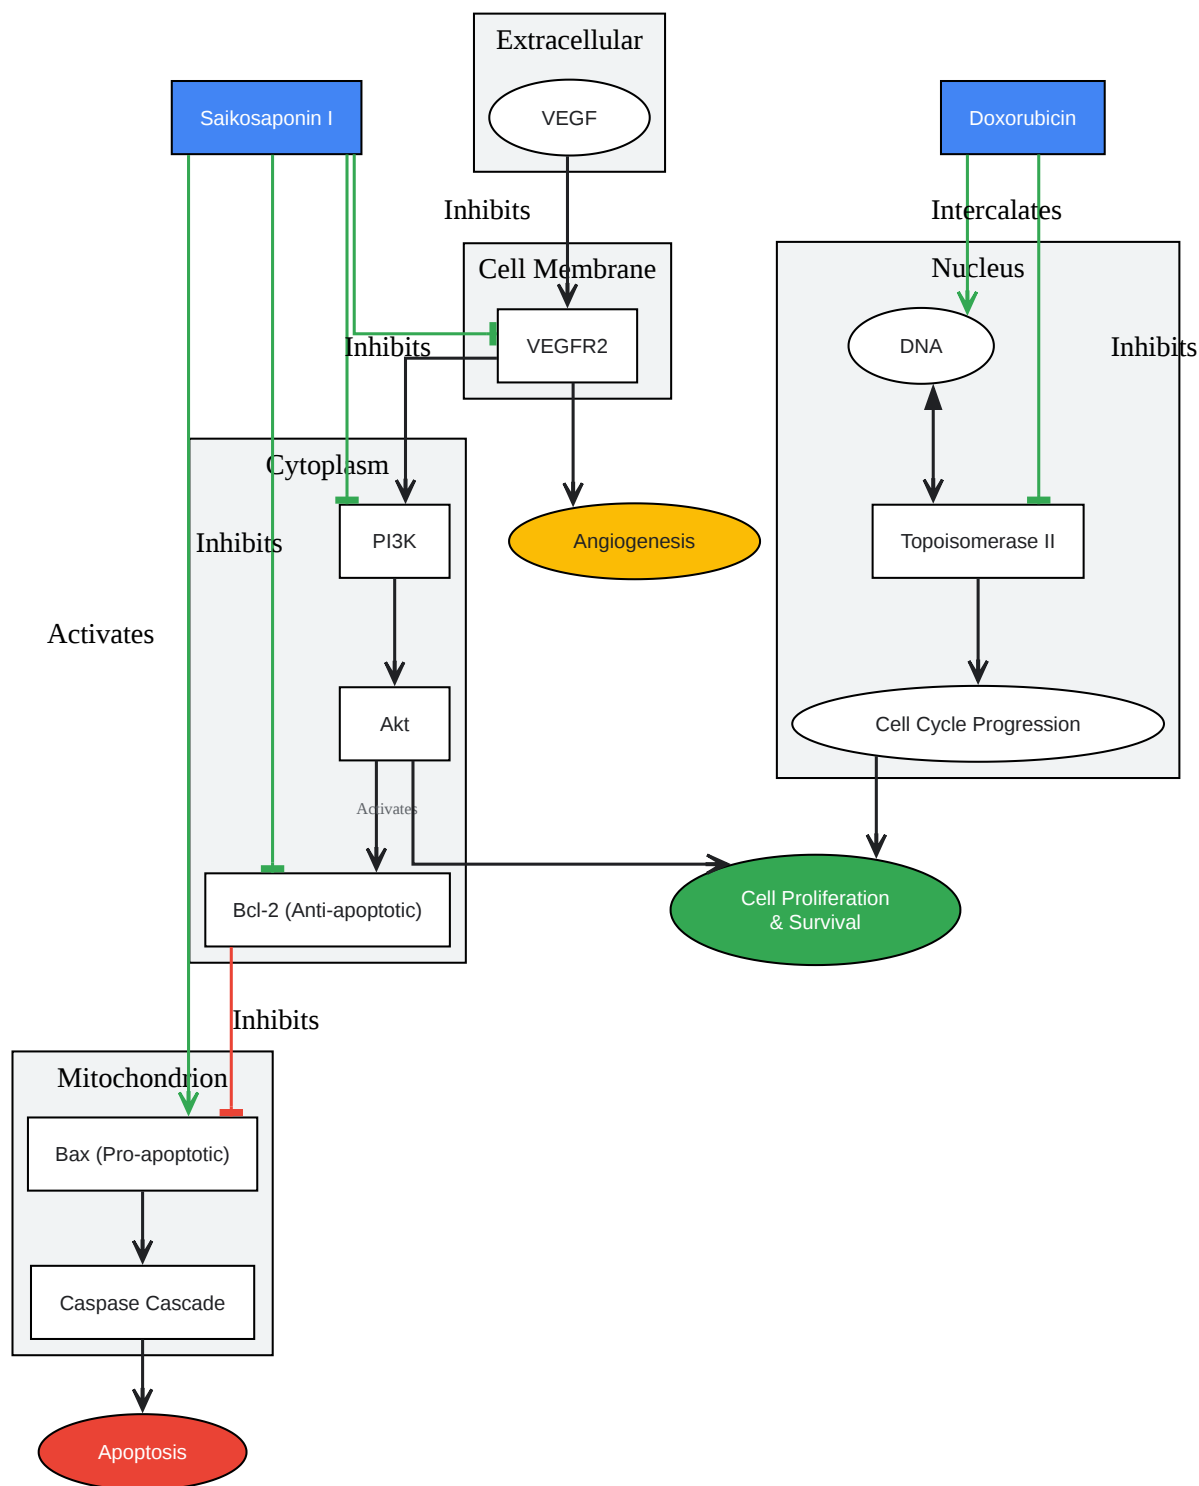 Extracellular
VEGF
Saikosaponin I
Doxorubicin
Inhibits
Intercalates
Cell Membrane
Nucleus
VEGFR2
DNA
Inhibits
Inhibits
Cytoplasm
PI3K
Angiogenesis
Topoisomerase II
Inhibits
Activates
Akt
Cell Cycle Progression
Activates
Bcl-2 (Anti-apoptotic)
Cell Proliferation
& Survival
Inhibits
Mitochondrion
Bax (Pro-apoptotic)
Caspase Cascade
Apoptosis